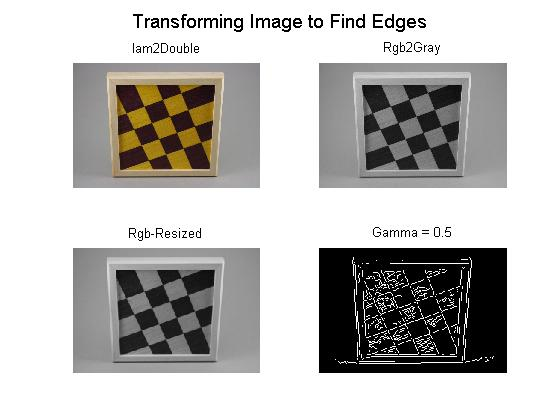 Transforming Image to Find Edges
Iam2Double
Rgb2Gray
Rgb-Resized
Gamma = 0.5